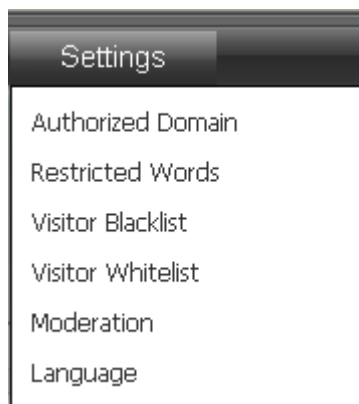 Settings
Authorized Domain
Restricted Words
Visitor Blacklist
Visitor Whitelist
Moderation
Language